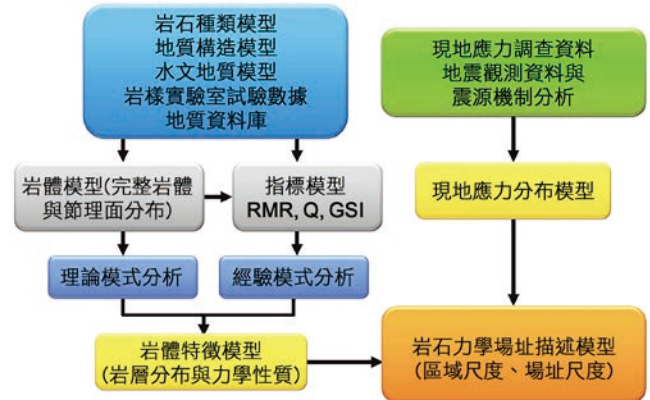 岩石種類模型
地質構造模型
水文地質模型
岩樣實驗室試驗數據
地質資料庫
現地應力調查資料
地震觀測資料與
震源機制分析
岩體模型(完整岩體
與節理面分布)
指標模型
RMR, Q, GSI
現地應力分布模型
理論模式分析
經驗模式分析
岩體特徵模型
(岩層分布與力學性質)
岩石力學場址描述模型
(區域尺度、場址尺度)